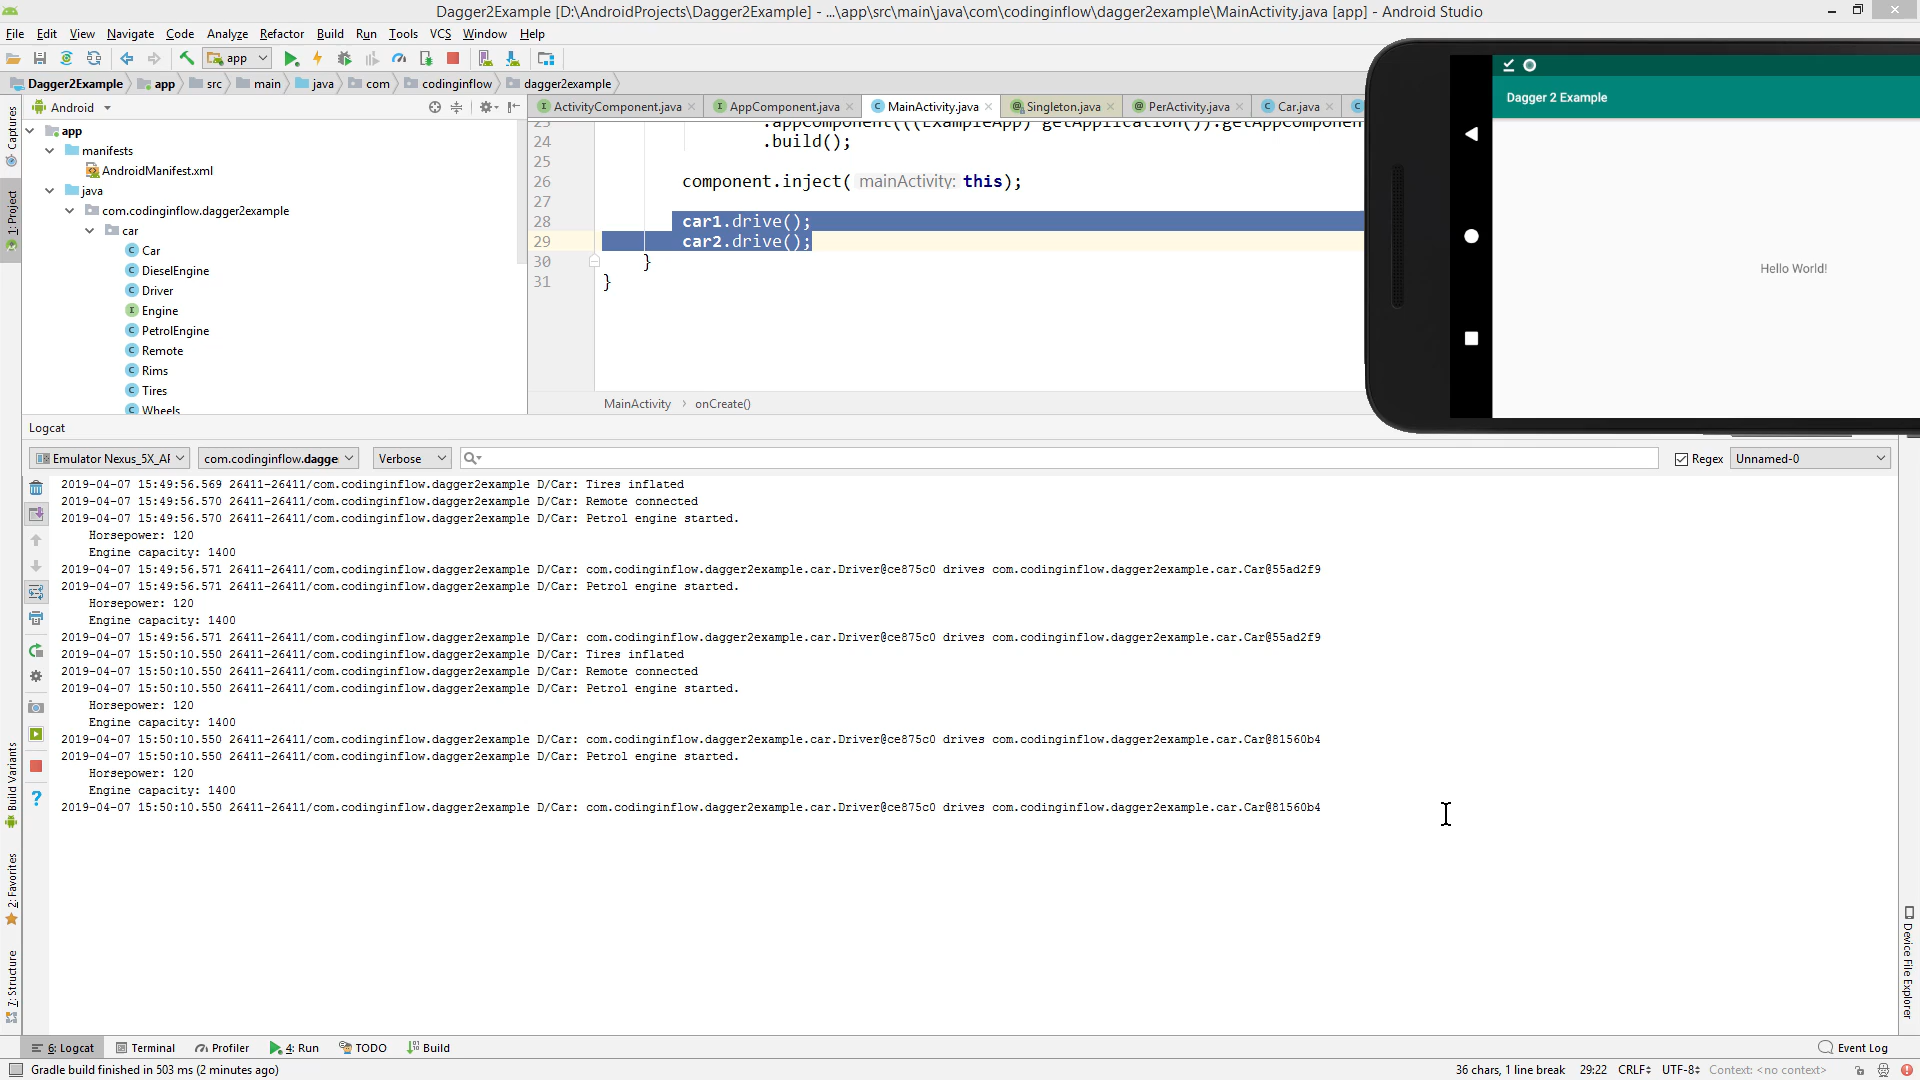 Dagger2Example [D:\AndroidProjects\Dagger2Example] - ...\app\src\main\java\com\codinginflow\dagger2example\MainActivity.java [app] - Android Studio
File Edit View Navigate Code Analyze Refactor Build Run Tools VCS Window Help
app
Dagger2Example app src main java com codinginflow dagger2example
Android
ActivityComponent.java AppComponent.java MainActivity.java Singleton.java PerActivity.java Car.java
app
manifests
AndroidManifest.xml
java
com.codinginflow.dagger2example
car
Car
DieselEngine
Driver
Engine
PetrolEngine
Remote
Rims
Tires
Wheels
Captures
1: Project
Build Variants
2: Favorites
7: Structure
23 .appComponent(((ExampleApp) getApplication()).getAppComponent
24 .build();
25
26 component.inject( mainActivity: this);
27
28 car1.drive();
29 car2.drive();
30 }
31 }
MainActivity › onCreate()
Dagger 2 Example
Hello World!
Logcat
Emulator Nexus_5X_AF com.codinginflow.dagge Verbose Regex Unnamed-0
2019-04-07 15:49:56.569 26411-26411/com.codinginflow.dagger2example D/Car: Tires inflated
2019-04-07 15:49:56.570 26411-26411/com.codinginflow.dagger2example D/Car: Remote connected
2019-04-07 15:49:56.570 26411-26411/com.codinginflow.dagger2example D/Car: Petrol engine started.
Horsepower: 120
Engine capacity: 1400
2019-04-07 15:49:56.571 26411-26411/com.codinginflow.dagger2example D/Car: com.codinginflow.dagger2example.car.Driver@ce875c0 drives com.codinginflow.dagger2example.car.Car@55ad2f9
2019-04-07 15:49:56.571 26411-26411/com.codinginflow.dagger2example D/Car: Petrol engine started.
Horsepower: 120
Engine capacity: 1400
2019-04-07 15:49:56.571 26411-26411/com.codinginflow.dagger2example D/Car: com.codinginflow.dagger2example.car.Driver@ce875c0 drives com.codinginflow.dagger2example.car.Car@55ad2f9
2019-04-07 15:50:10.550 26411-26411/com.codinginflow.dagger2example D/Car: Tires inflated
2019-04-07 15:50:10.550 26411-26411/com.codinginflow.dagger2example D/Car: Remote connected
2019-04-07 15:50:10.550 26411-26411/com.codinginflow.dagger2example D/Car: Petrol engine started.
Horsepower: 120
Engine capacity: 1400
2019-04-07 15:50:10.550 26411-26411/com.codinginflow.dagger2example D/Car: com.codinginflow.dagger2example.car.Driver@ce875c0 drives com.codinginflow.dagger2example.car.Car@81560b4
2019-04-07 15:50:10.550 26411-26411/com.codinginflow.dagger2example D/Car: Petrol engine started.
Horsepower: 120
Engine capacity: 1400
2019-04-07 15:50:10.550 26411-26411/com.codinginflow.dagger2example D/Car: com.codinginflow.dagger2example.car.Driver@ce875c0 drives com.codinginflow.dagger2example.car.Car@81560b4
Device File Explorer
6: Logcat Terminal Profiler 4: Run TODO Build Event Log
Gradle build finished in 503 ms (2 minutes ago) 36 chars, 1 line break 29:22 CRLF UTF-8 Context: <no context>